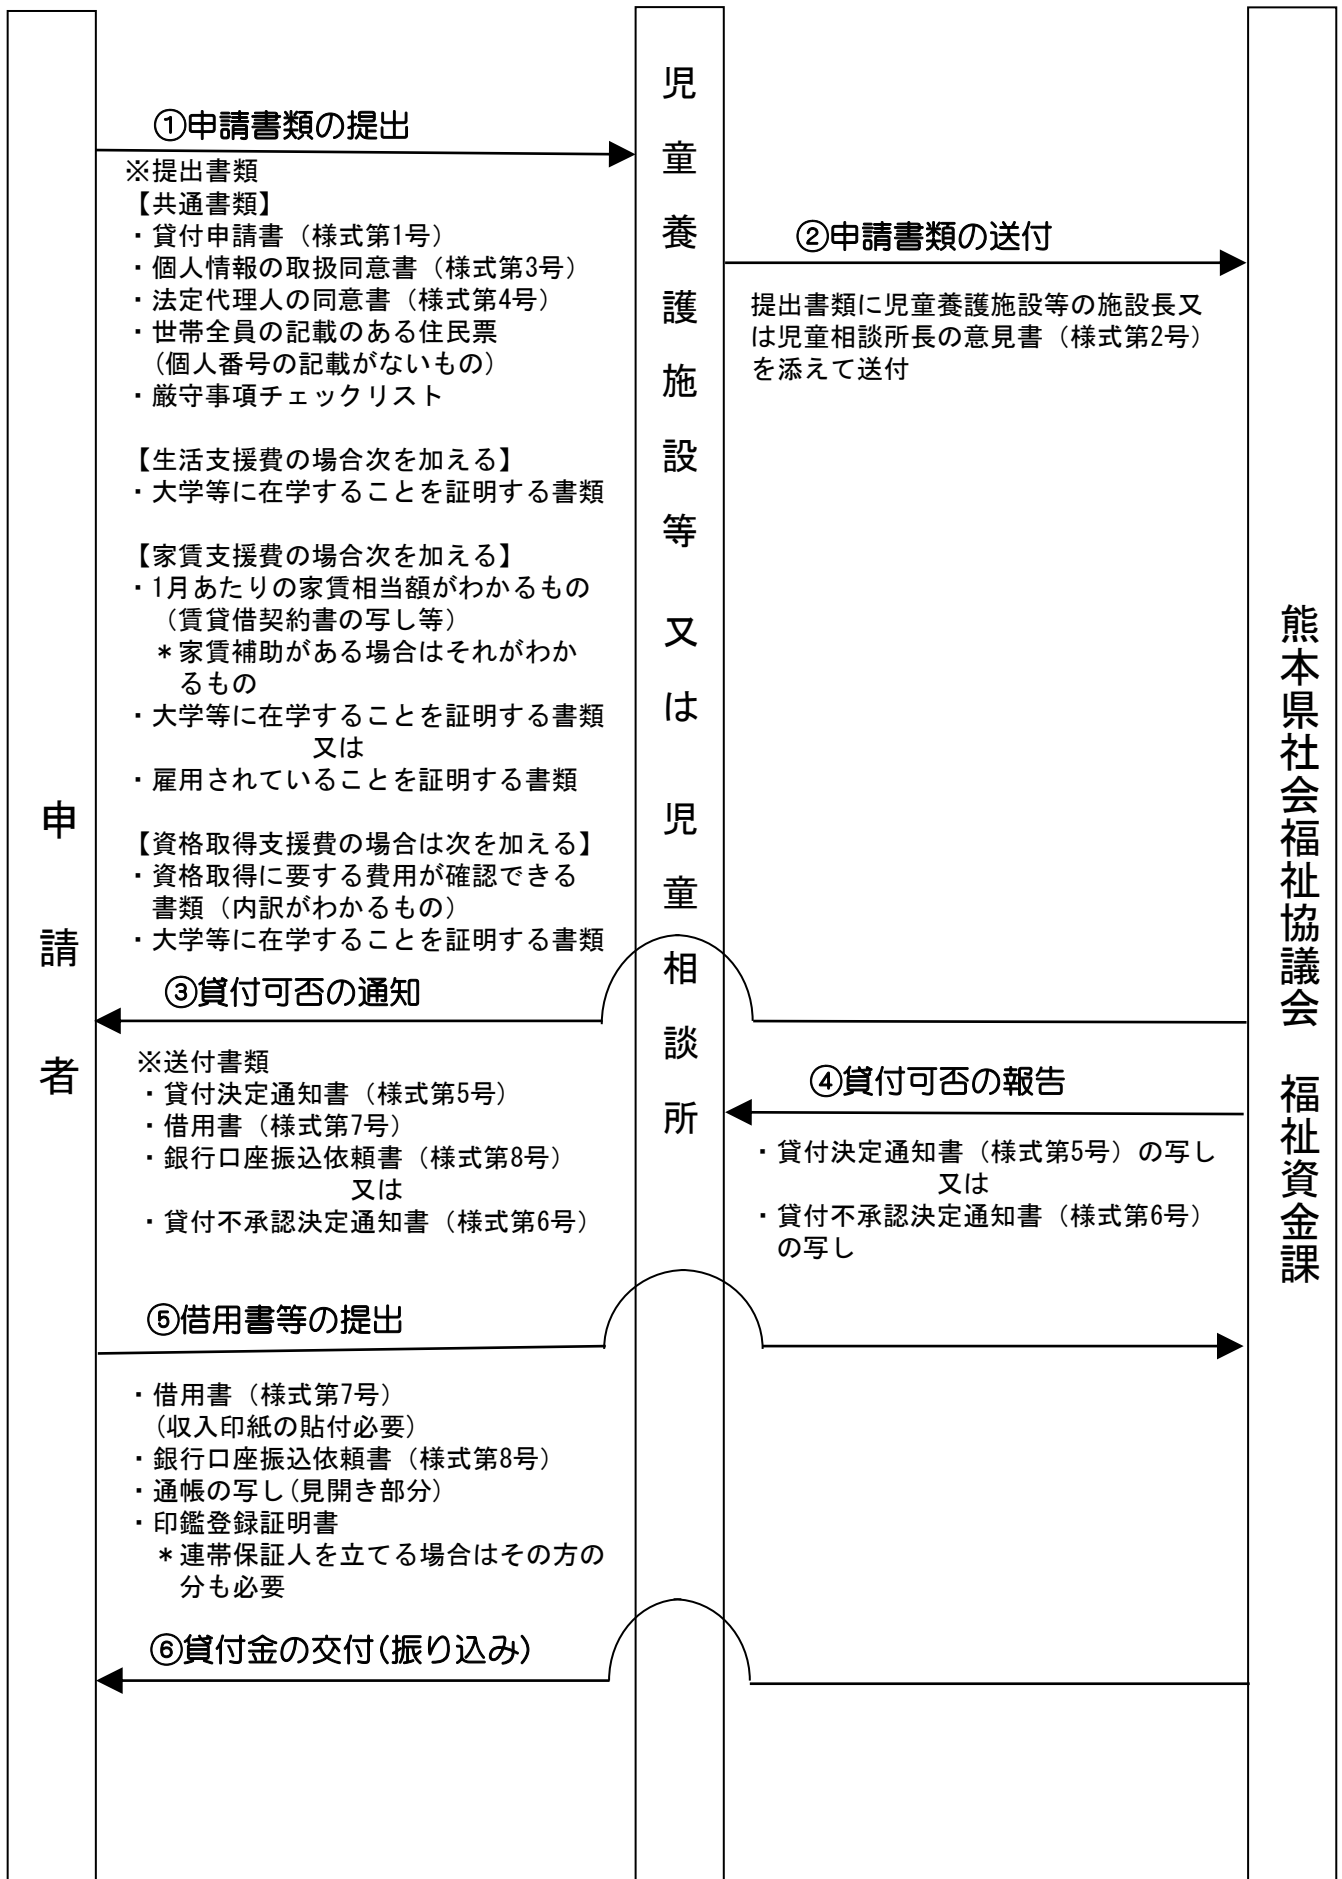 申請者
①申請書類の提出
※提出書類
【共通書類】
・貸付申請書（様式第1号）
・個人情報の取扱同意書（様式第3号）
・法定代理人の同意書（様式第4号）
・世帯全員の記載のある住民票
（個人番号の記載がないもの）
・厳守事項チェックリスト
【生活支援費の場合次を加える】
・大学等に在学することを証明する書類
【家賃支援費の場合次を加える】
・1月あたりの家賃相当額がわかるもの
（賃貸借契約書の写し等）
＊家賃補助がある場合はそれがわか
るもの
・大学等に在学することを証明する書類
又は
・雇用されていることを証明する書類
【資格取得支援費の場合は次を加える】
・資格取得に要する費用が確認できる
書類（内訳がわかるもの）
・大学等に在学することを証明する書類
③貸付可否の通知
※送付書類
・貸付決定通知書（様式第5号）
・借用書（様式第7号）
・銀行口座振込依頼書（様式第8号）
又は
・貸付不承認決定通知書（様式第6号）
⑤借用書等の提出
・借用書（様式第7号）
（収入印紙の貼付必要）
・銀行口座振込依頼書（様式第8号）
・通帳の写し(見開き部分)
・印鑑登録証明書
＊連帯保証人を立てる場合はその方の
分も必要
⑥貸付金の交付(振り込み)
児童養護施設等 又は 児童相談所
②申請書類の送付
提出書類に児童養護施設等の施設長又
は児童相談所長の意見書（様式第2号）
を添えて送付
④貸付可否の報告
・貸付決定通知書（様式第5号）の写し
又は
・貸付不承認決定通知書（様式第6号）
の写し
熊本県社会福祉協議会 福祉資金課